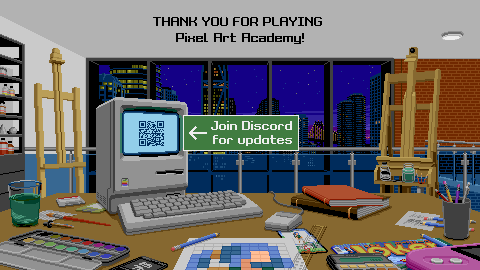 THANK YOU FOR PLAYING
Pixel Art Academy!
Join Discord
for updates